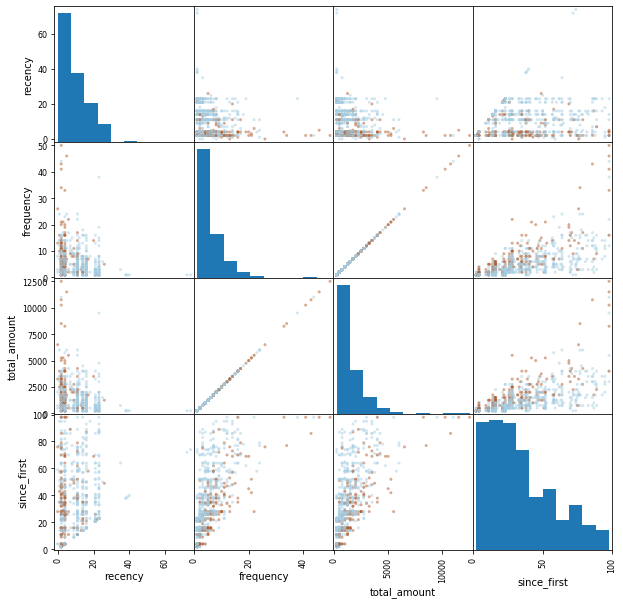 60
40
20
0
recency
50
40
30
20
10
0
frequency
12500
10000
7500
5000
2500
0
total_amount
100
80
60
40
20
0
since_first
0 20 40 60
recency
0 20 40
frequency
5000 10000
total_amount
0 50 100
since_first